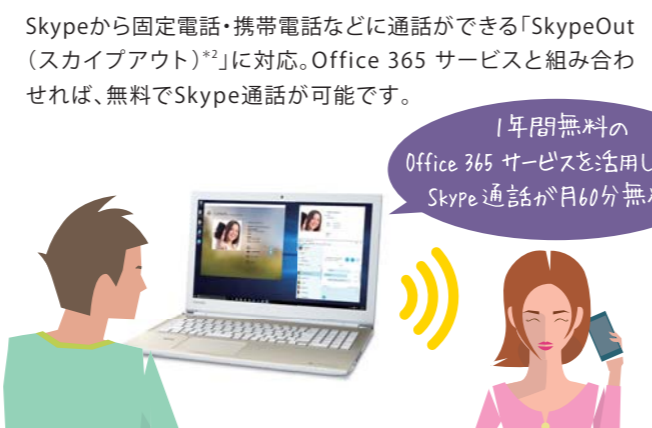 Skypeから固定電話・携帯電話などに通話ができる「SkypeOut
（スカイプアウト）*2」に対応。Office 365 サービスと組み合わ
せれば、無料でSkype通話が可能です。
1年間無料の
Office 365 サービスを活用し
Skype通話が月60分無